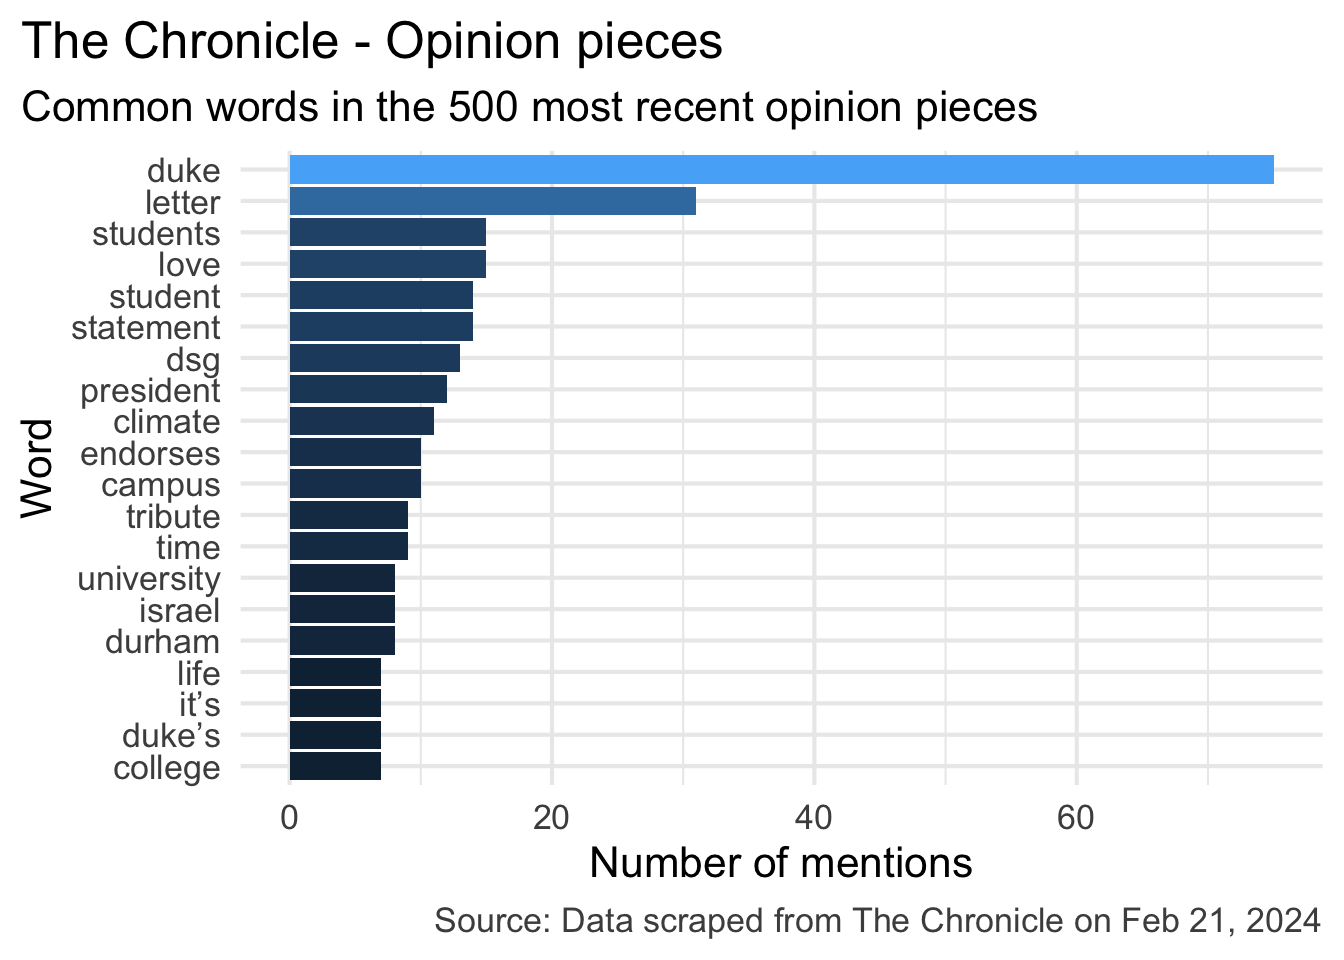 The Chronicle - Opinion pieces
Common words in the 500 most recent opinion pieces
duke
letter
students
love
student
statement
dsg
president
climate
endorses
campus
tribute
time
university
israel
durham
life
it’s
duke’s
college
Word
0 20 40 60
Number of mentions
Source: Data scraped from The Chronicle on Feb 21, 2024